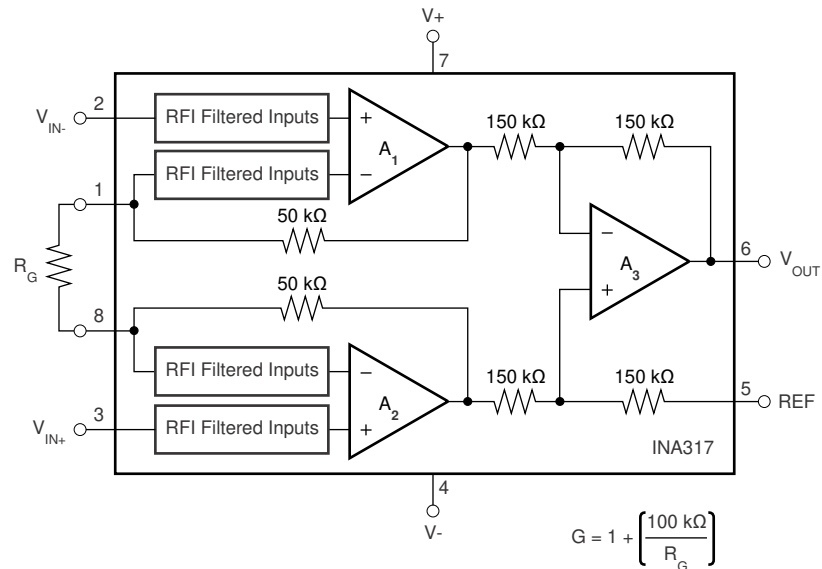 V+
7
2
V_IN-
RFI Filtered Inputs
+
A_1
150 kΩ
150 kΩ
RFI Filtered Inputs
−
1
50 kΩ
R_G
−
A_3
+
6
V_OUT
8
50 kΩ
RFI Filtered Inputs
−
A_2
150 kΩ
150 kΩ
5
REF
3
V_IN+
RFI Filtered Inputs
+
INA317
4
V-
G = 1 + [100 kΩ / R_G]